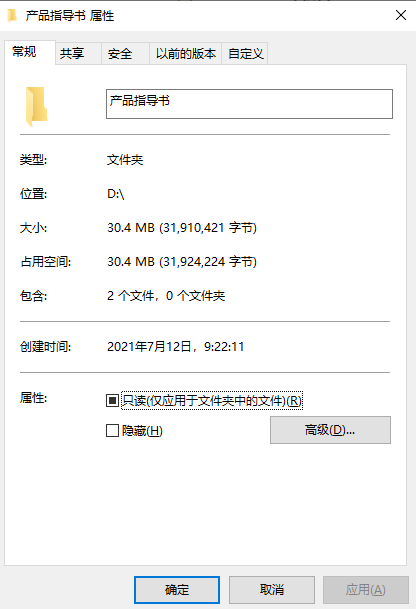 产品指导书 属性
常规 共享 安全 以前的版本 自定义
产品指导书
类型: 文件夹
位置: D:\
大小: 30.4 MB (31,910,421 字节)
占用空间: 30.4 MB (31,924,224 字节)
包含: 2 个文件，0 个文件夹
创建时间: 2021年7月12日，9:22:11
属性: 只读(仅应用于文件夹中的文件)(R)
隐藏(H) 高级(D)...
确定 取消 应用(A)